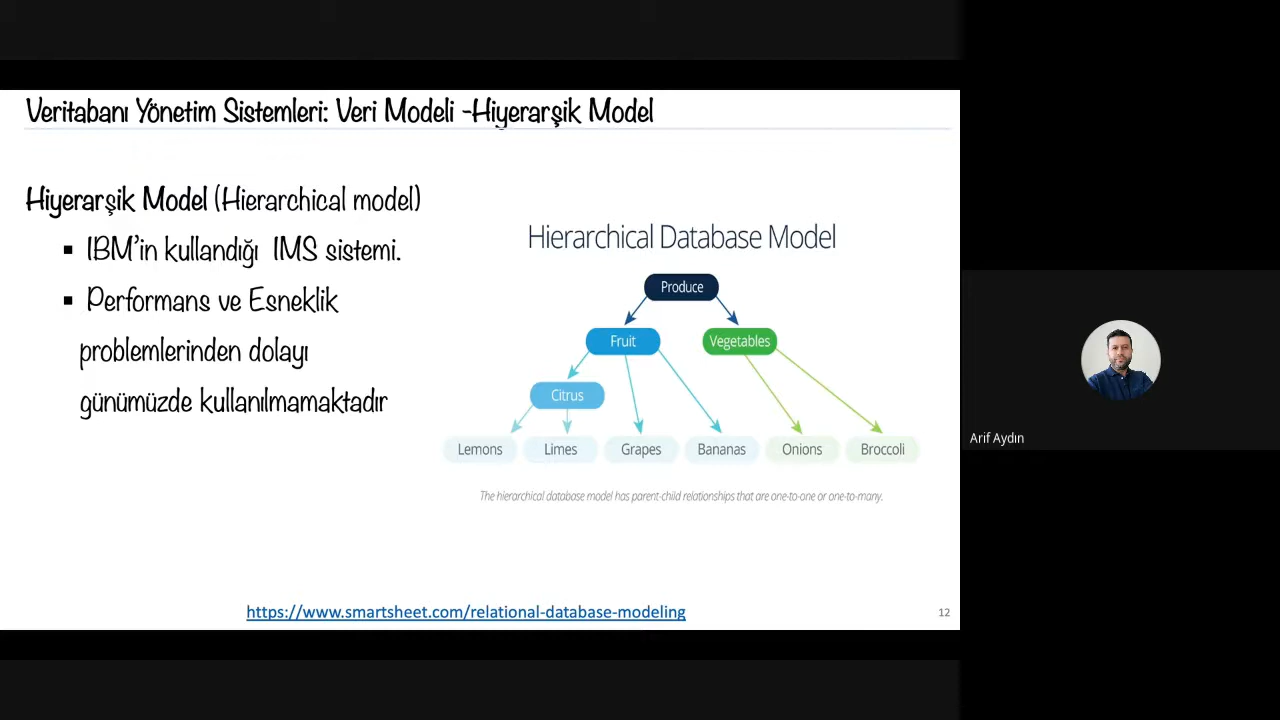 Veritabanı Yönetim Sistemleri: Veri Modeli -Hiyerarşik Model
Hiyerarşik Model (Hierarchical model)
▪ IBM'in kullandığı IMS sistemi.
▪ Performans ve Esneklik
problemlerinden dolayı
günümüzde kullanılmamaktadır
Hierarchical Database Model
Produce
Fruit Vegetables
Citrus
Lemons Limes Grapes Bananas Onions Broccoli
The hierarchical database model has parent-child relationships that are one-to-one or one-to-many.
https://www.smartsheet.com/relational-database-modeling
12
Arif Aydın